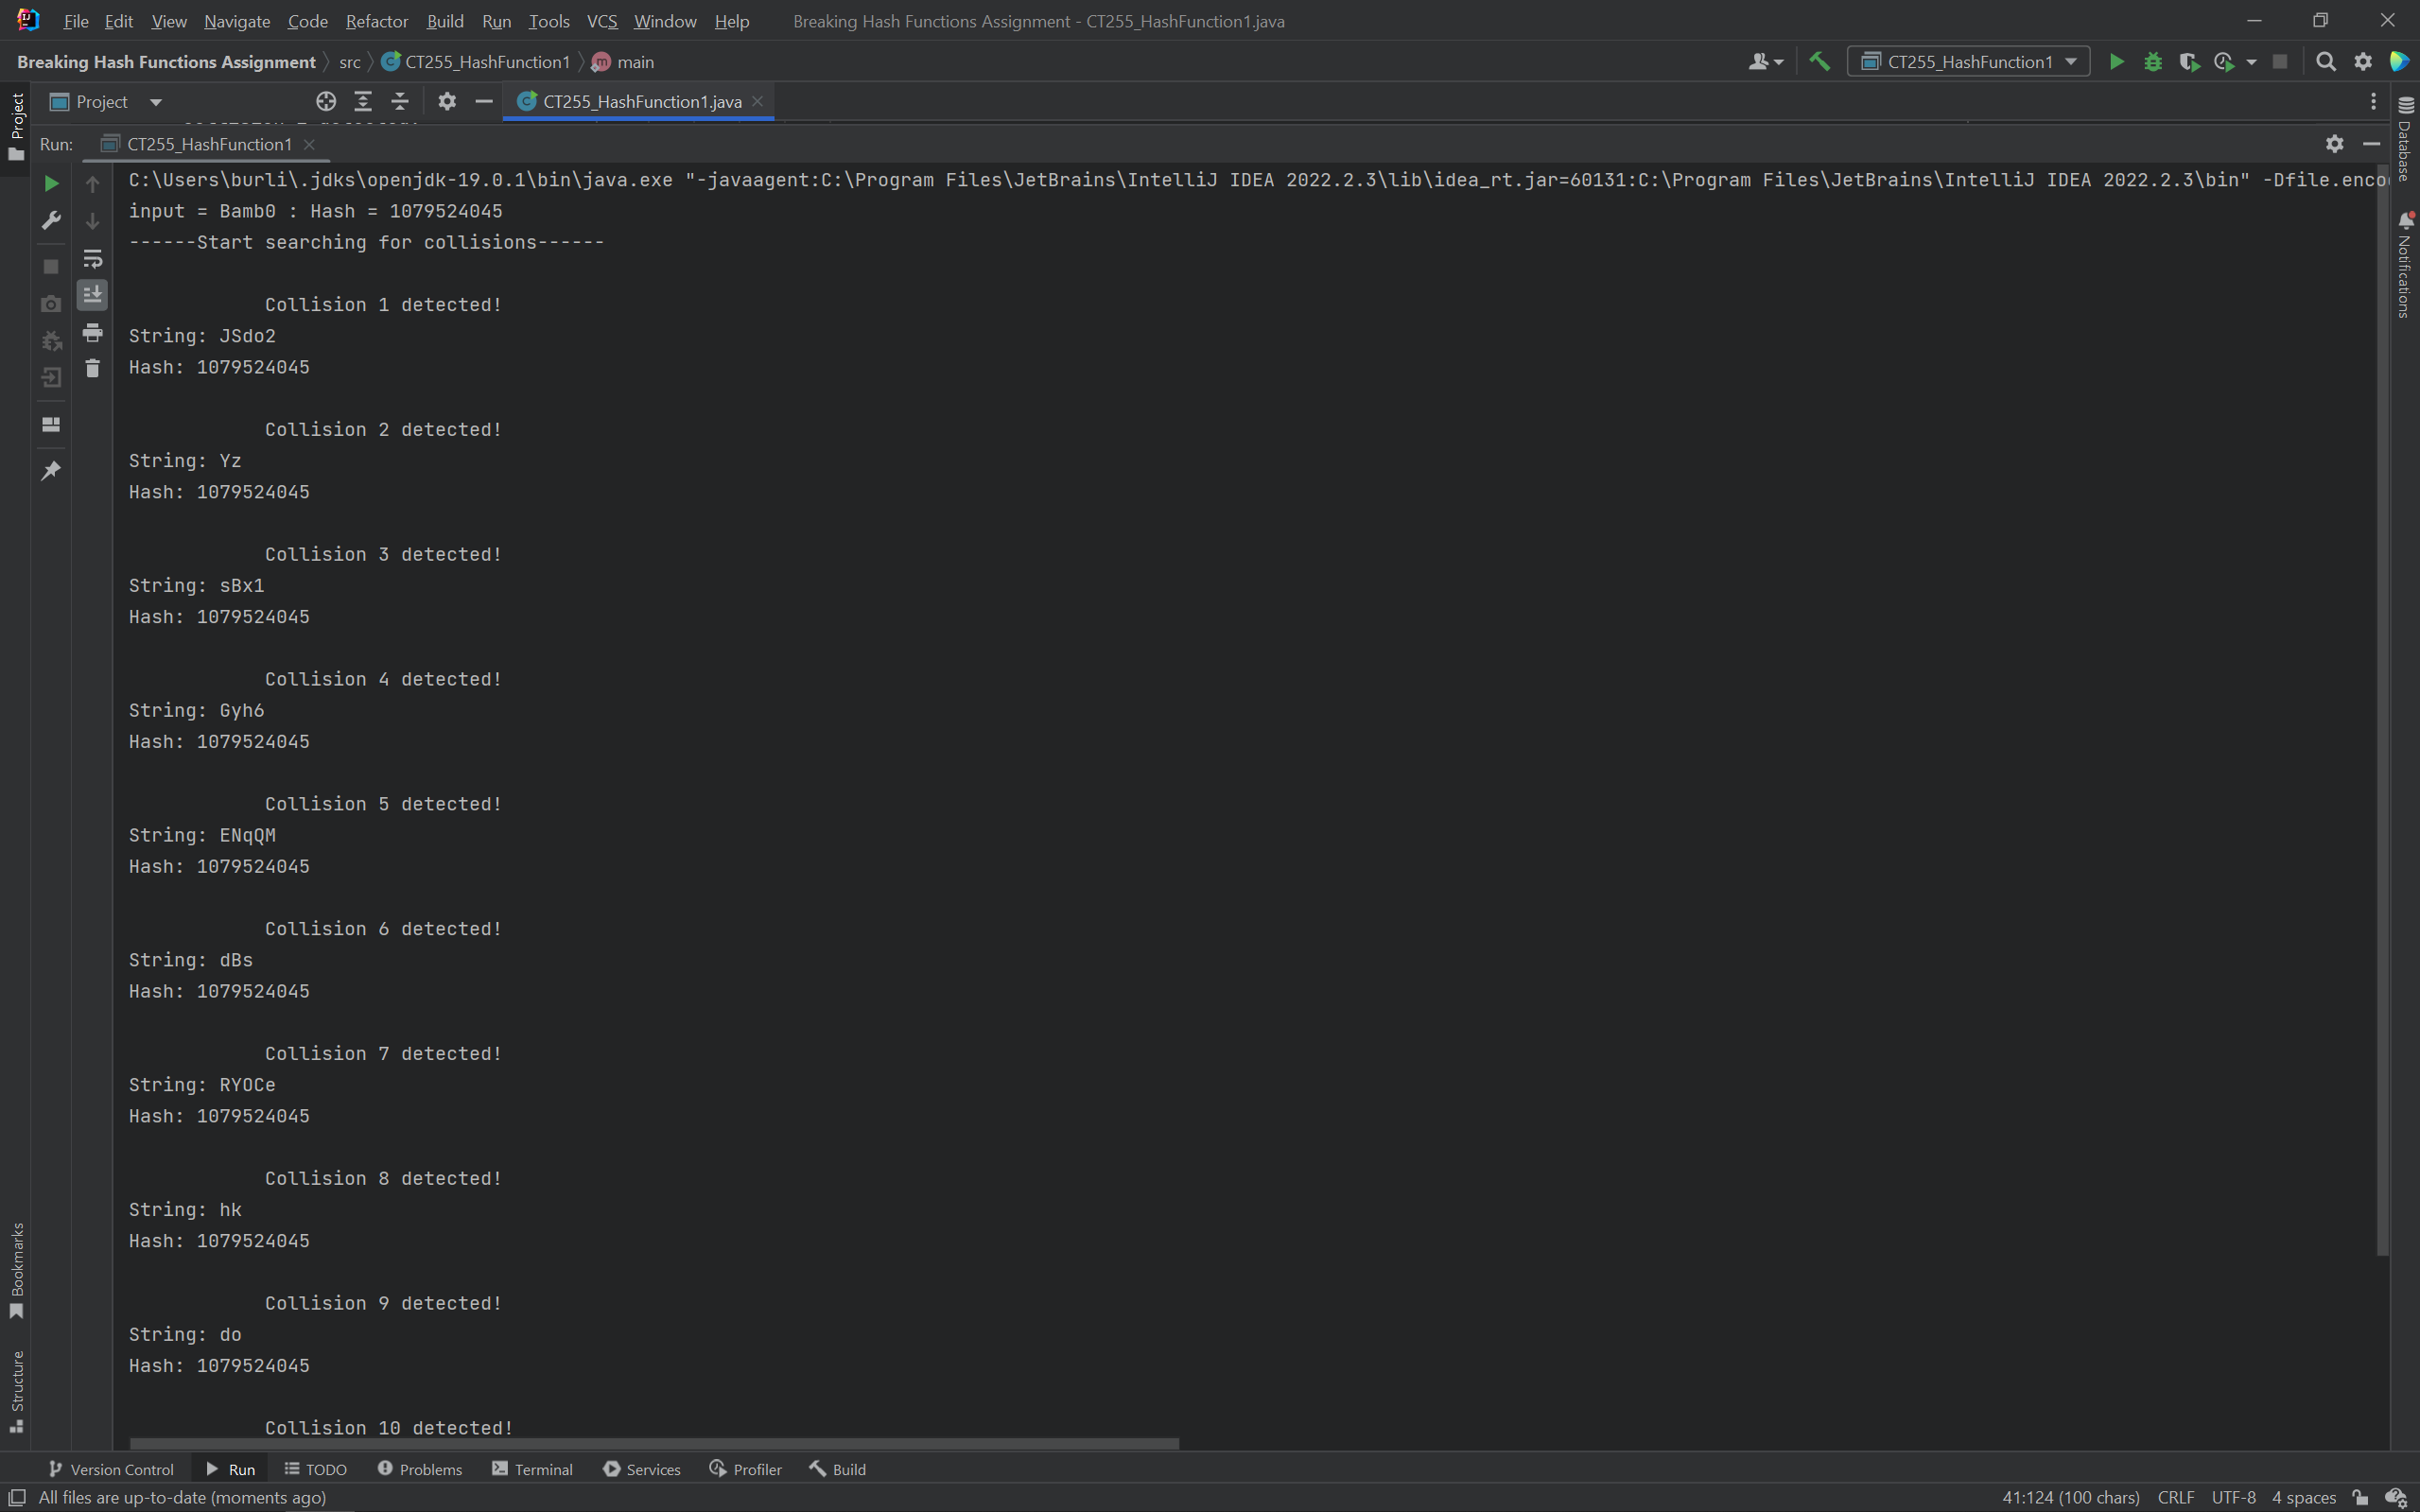 File Edit View Navigate Code Refactor Build Run Tools VCS Window Help Breaking Hash Functions Assignment - CT255_HashFunction1.java
Breaking Hash Functions Assignment src CT255_HashFunction1 main CT255_HashFunction1
Project Project CT255_HashFunction1.java
Run: CT255_HashFunction1
Database
Notifications
C:\Users\burli\.jdks\openjdk-19.0.1\bin\java.exe "-javaagent:C:\Program Files\JetBrains\IntelliJ IDEA 2022.2.3\lib\idea_rt.jar=60131:C:\Program Files\JetBrains\IntelliJ IDEA 2022.2.3\bin" -Dfile.enco
input = Bamb0 : Hash = 1079524045
------Start searching for collisions------
Collision 1 detected!
String: JSdo2
Hash: 1079524045
Collision 2 detected!
String: Yz
Hash: 1079524045
Collision 3 detected!
String: sBx1
Hash: 1079524045
Collision 4 detected!
String: Gyh6
Hash: 1079524045
Collision 5 detected!
String: ENqQM
Hash: 1079524045
Collision 6 detected!
String: dBs
Hash: 1079524045
Collision 7 detected!
String: RYOCe
Hash: 1079524045
Collision 8 detected!
String: hk
Hash: 1079524045
Collision 9 detected!
String: do
Hash: 1079524045
Collision 10 detected!
Bookmarks
Structure
Version Control Run TODO Problems Terminal Services Profiler Build
All files are up-to-date (moments ago) 41:124 (100 chars) CRLF UTF-8 4 spaces